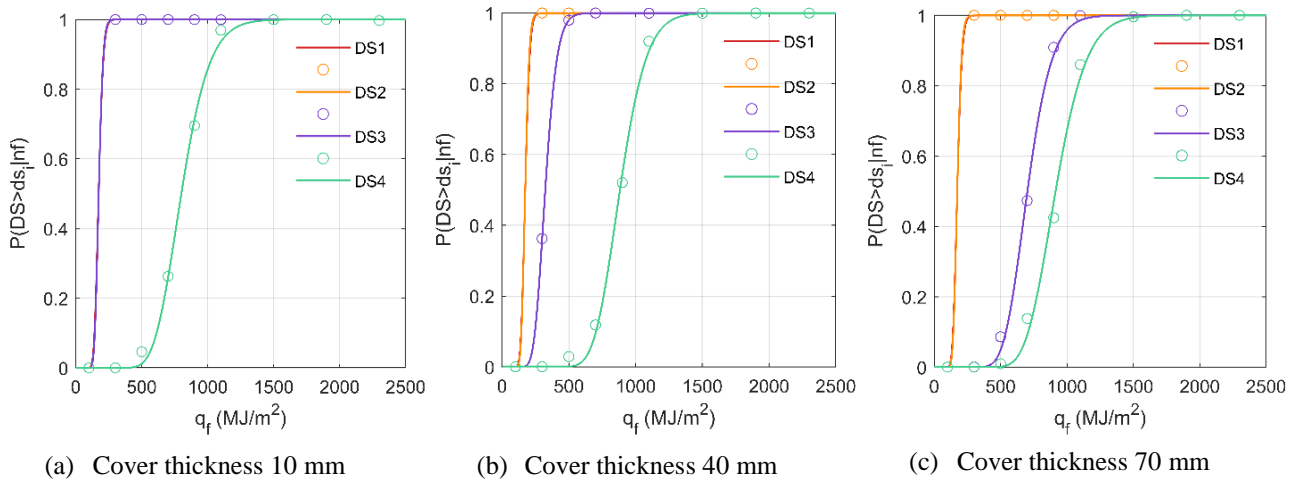 1
0.8
0.6
0.4
0.2
0
P(DS>ds_i|nf)
0 500 1000 1500 2000 2500
q_f (MJ/m^2)
DS1
DS2
DS3
DS4
(a) Cover thickness 10 mm
1
0.8
0.6
0.4
0.2
0
P(DS>ds_i|nf)
0 500 1000 1500 2000 2500
q_f (MJ/m^2)
DS1
DS2
DS3
DS4
(b) Cover thickness 40 mm
1
0.8
0.6
0.4
0.2
0
P(DS>ds_i|nf)
0 500 1000 1500 2000 2500
q_f (MJ/m^2)
DS1
DS2
DS3
DS4
(c) Cover thickness 70 mm